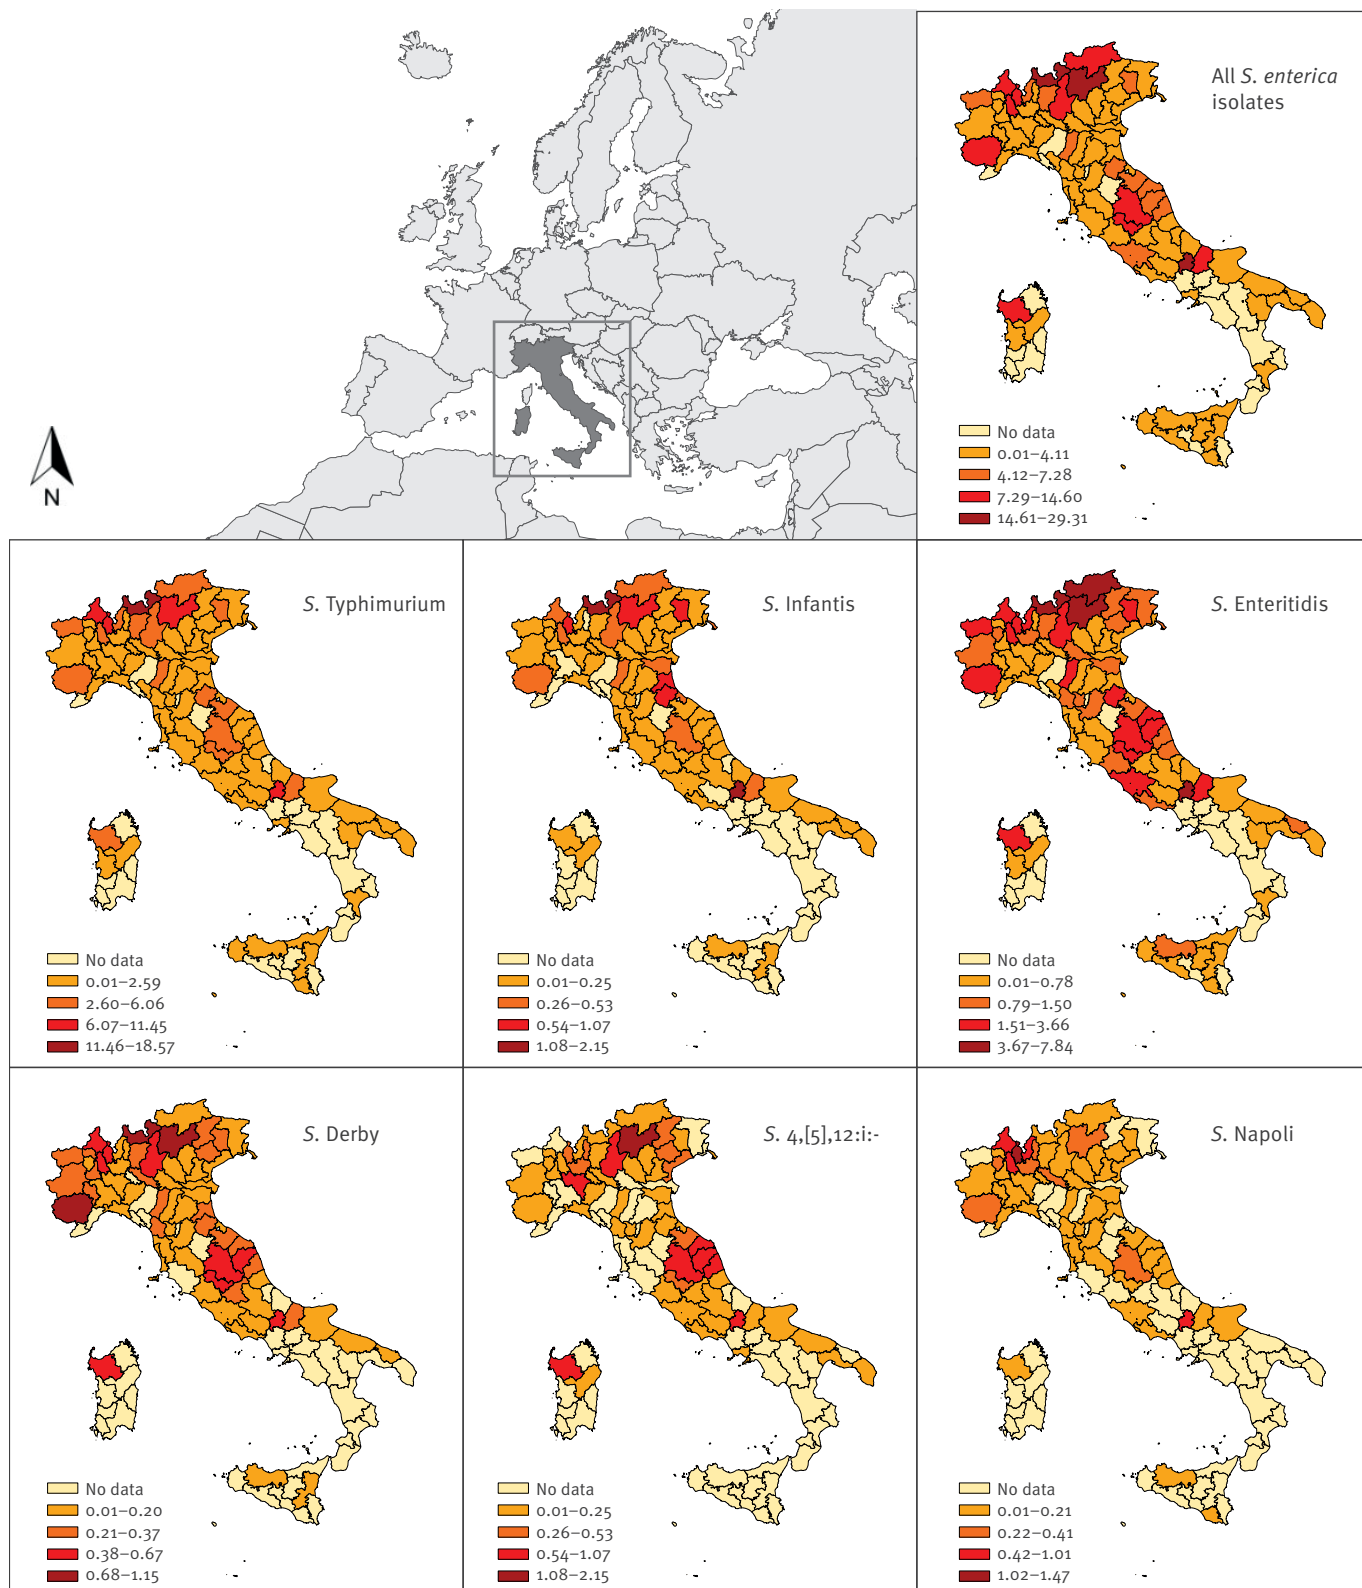 All S. enterica
isolates
No data
0.01–4.11
4.12–7.28
7.29–14.60
14.61–29.31
N
S. Typhimurium
No data
0.01–2.59
2.60–6.06
6.07–11.45
11.46–18.57
S. Infantis
No data
0.01–0.25
0.26–0.53
0.54–1.07
1.08–2.15
S. Enteritidis
No data
0.01–0.78
0.79–1.50
1.51–3.66
3.67–7.84
S. Derby
No data
0.01–0.20
0.21–0.37
0.38–0.67
0.68–1.15
S. 4,[5],12:i:-
No data
0.01–0.25
0.26–0.53
0.54–1.07
1.08–2.15
S. Napoli
No data
0.01–0.21
0.22–0.41
0.42–1.01
1.02–1.47